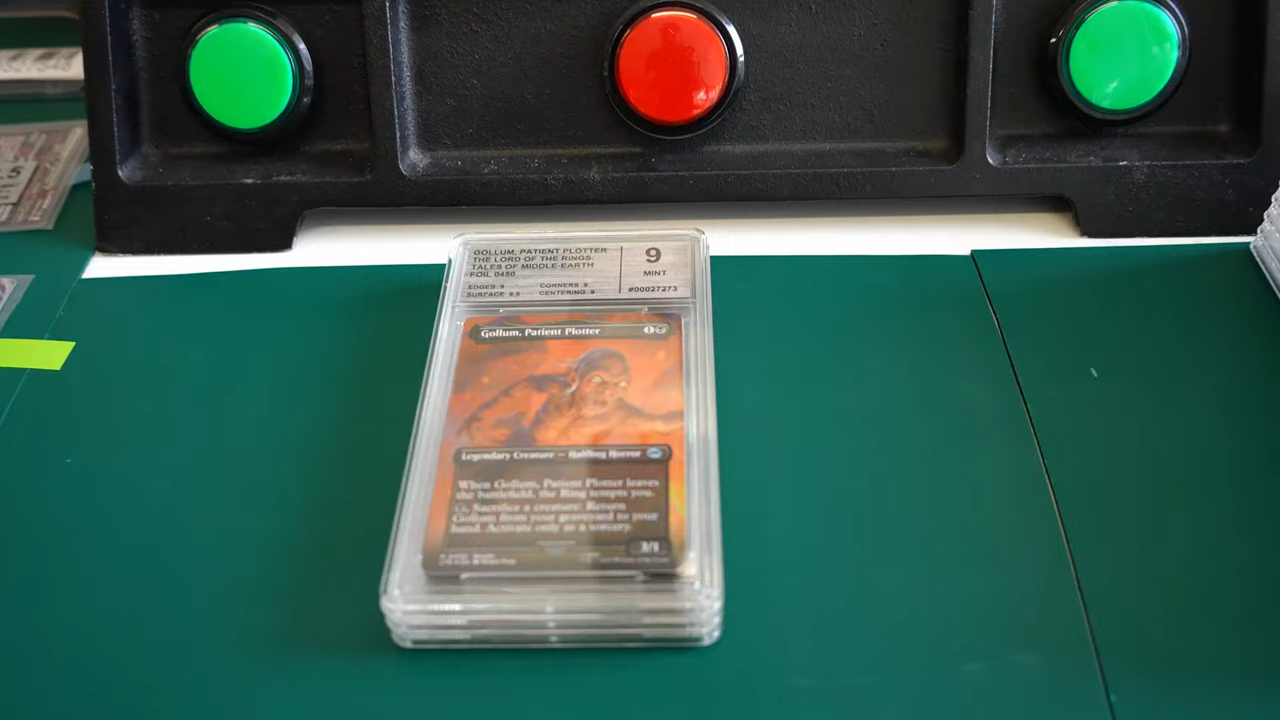 GOLLUM, PATIENT PLOTTER
THE LORD OF THE RINGS:
TALES OF MIDDLE-EARTH
FOIL 0450
EDGES 9 CORNERS 9
SURFACE 9.5 CENTERING 9
9
MINT
#00027273
Gollum, Patient Plotter
1
Legendary Creature — Halfling Horror
When Gollum, Patient Plotter leaves
the battlefield, the Ring tempts you.
Sacrifice a creature: Return
Gollum from your graveyard to your
hand. Activate only as a sorcery.
3/1
5